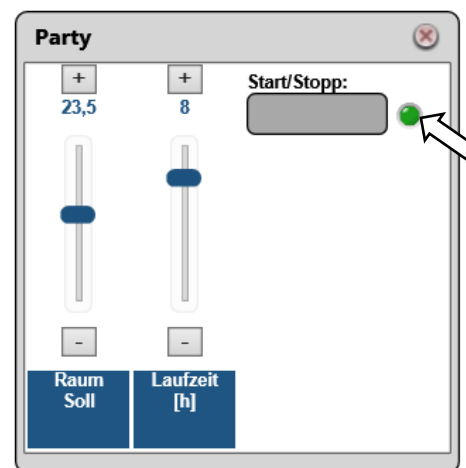 Party
+ + Start/Stopp:
23,5 8
- -
Raum Laufzeit
Soll [h]